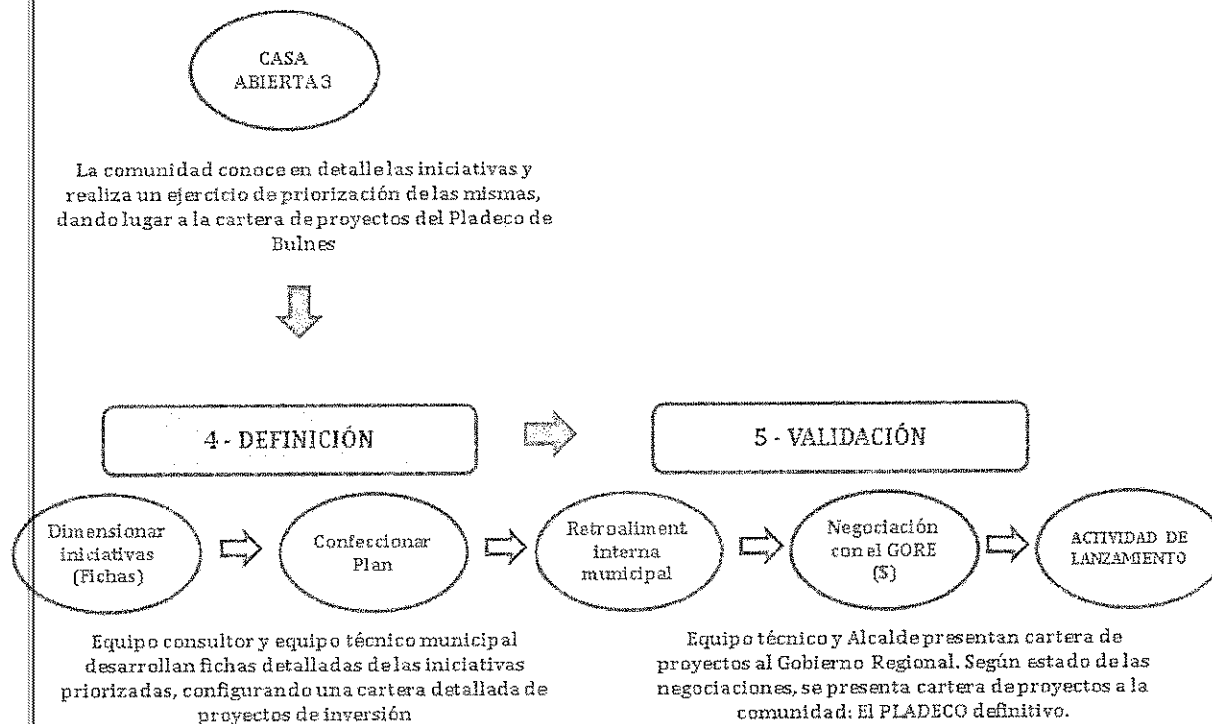 CASA
ABIERTA 3
La comunidad conoce en detalle las iniciativas y
realiza un ejercicio de priorización de las mismas,
dando lugar a la cartera de proyectos del Pladeco de
Bulnes
4 - DEFINICIÓN
5 - VALIDACIÓN
Dimensionar
iniciativas
(Fichas)
Confeccionar
Plan
Retroaliment
interna
municipal
Negociación
con el GORE
($)
ACTIVIDAD DE
LANZAMIENTO
Equipo consultor y equipo técnico municipal
desarrollan fichas detalladas de las iniciativas
priorizadas, configurando una cartera detallada de
proyectos de inversión
Equipo técnico y Alcalde presentan cartera de
proyectos al Gobierno Regional. Según estado de las
negociaciones, se presenta cartera de proyectos a la
comunidad: El PLADECO definitivo.